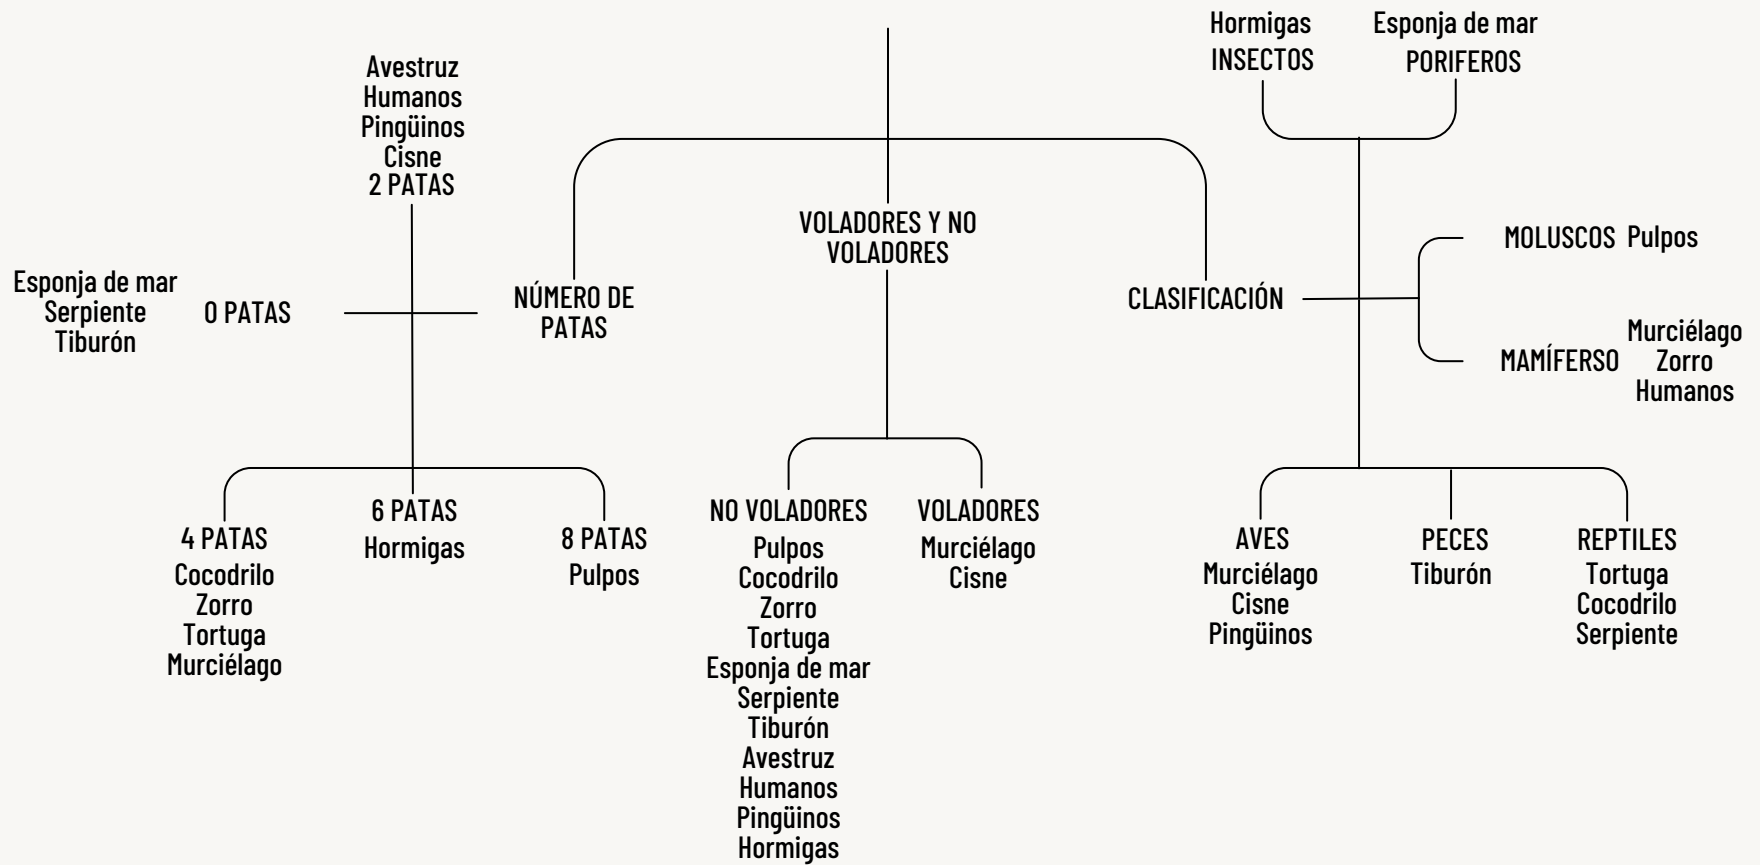 Avestruz
Humanos
Pingüinos
Cisne
2 PATAS
Esponja de mar
Serpiente
Tiburón
0 PATAS
NÚMERO DE
PATAS
4 PATAS
Cocodrilo
Zorro
Tortuga
Murciélago
6 PATAS
Hormigas
8 PATAS
Pulpos
VOLADORES Y NO
VOLADORES
NO VOLADORES
Pulpos
Cocodrilo
Zorro
Tortuga
Esponja de mar
Serpiente
Tiburón
Avestruz
Humanos
Pingüinos
Hormigas
VOLADORES
Murciélago
Cisne
CLASIFICACIÓN
Hormigas
INSECTOS
Esponja de mar
PORIFEROS
MOLUSCOS Pulpos
MAMÍFERSO
Murciélago
Zorro
Humanos
AVES
Murciélago
Cisne
Pingüinos
PECES
Tiburón
REPTILES
Tortuga
Cocodrilo
Serpiente